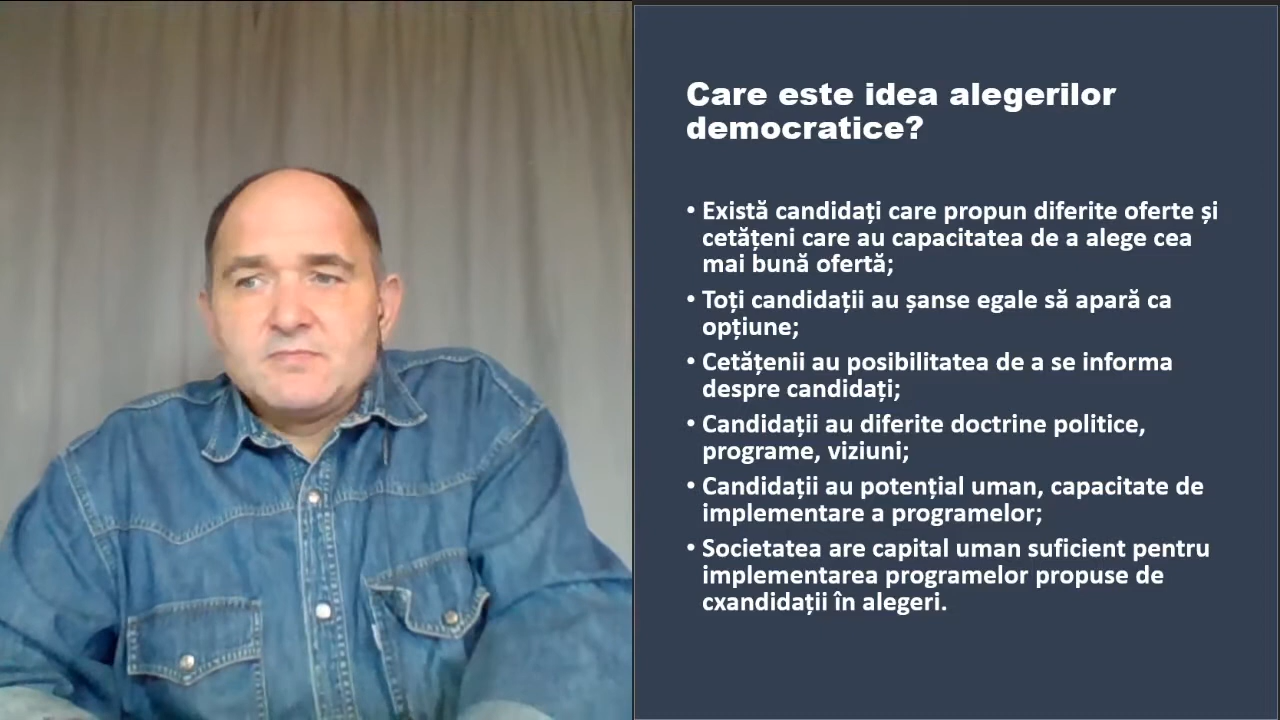 Care este idea alegerilor
democratice?
• Există candidați care propun diferite oferte și
cetățeni care au capacitatea de a alege cea
mai bună ofertă;
• Toți candidații au șanse egale să apară ca
opțiune;
• Cetățenii au posibilitatea de a se informa
despre candidați;
• Candidații au diferite doctrine politice,
programe, viziuni;
• Candidații au potențial uman, capacitate de
implementare a programelor;
• Societatea are capital uman suficient pentru
implementarea programelor propuse de
cxandidații în alegeri.